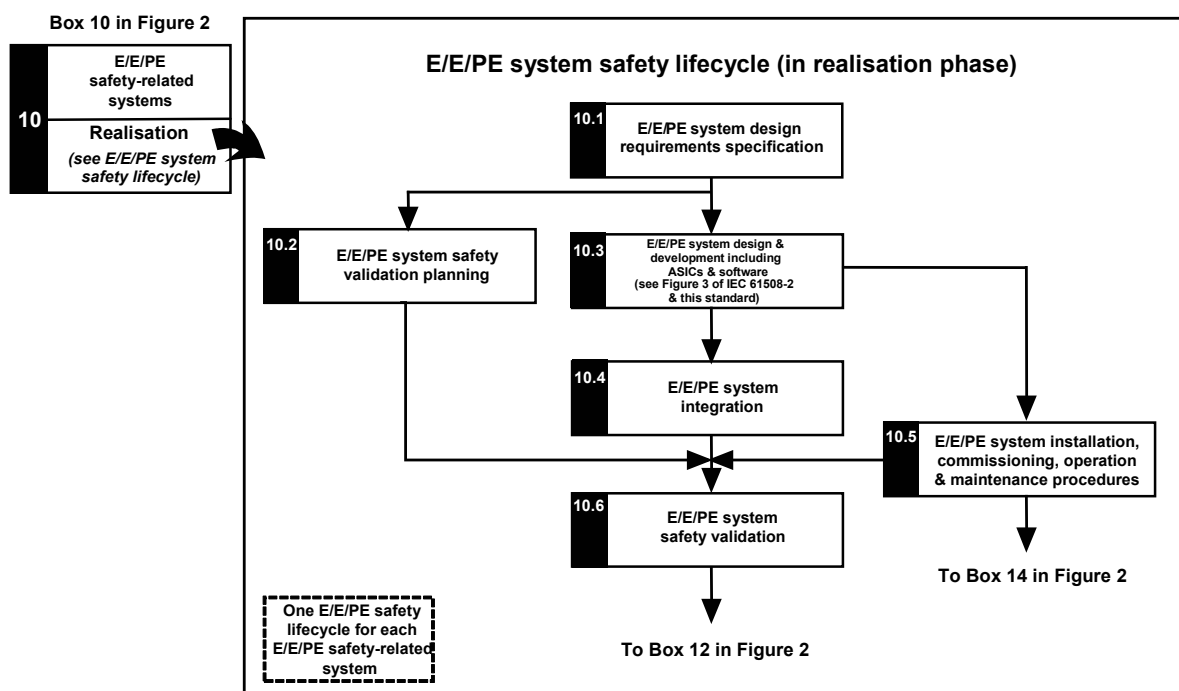 Box 10 in Figure 2
10
E/E/PE
safety-related
systems
Realisation
(see E/E/PE system
safety lifecycle)
E/E/PE system safety lifecycle (in realisation phase)
10.1
E/E/PE system design
requirements specification
10.2
E/E/PE system safety
validation planning
10.3
E/E/PE system design &
development including
ASICs & software
(see Figure 3 of IEC 61508-2
& this standard)
10.4
E/E/PE system
integration
10.5
E/E/PE system installation,
commissioning, operation
& maintenance procedures
10.6
E/E/PE system
safety validation
To Box 14 in Figure 2
One E/E/PE safety
lifecycle for each
E/E/PE safety-related
system
To Box 12 in Figure 2